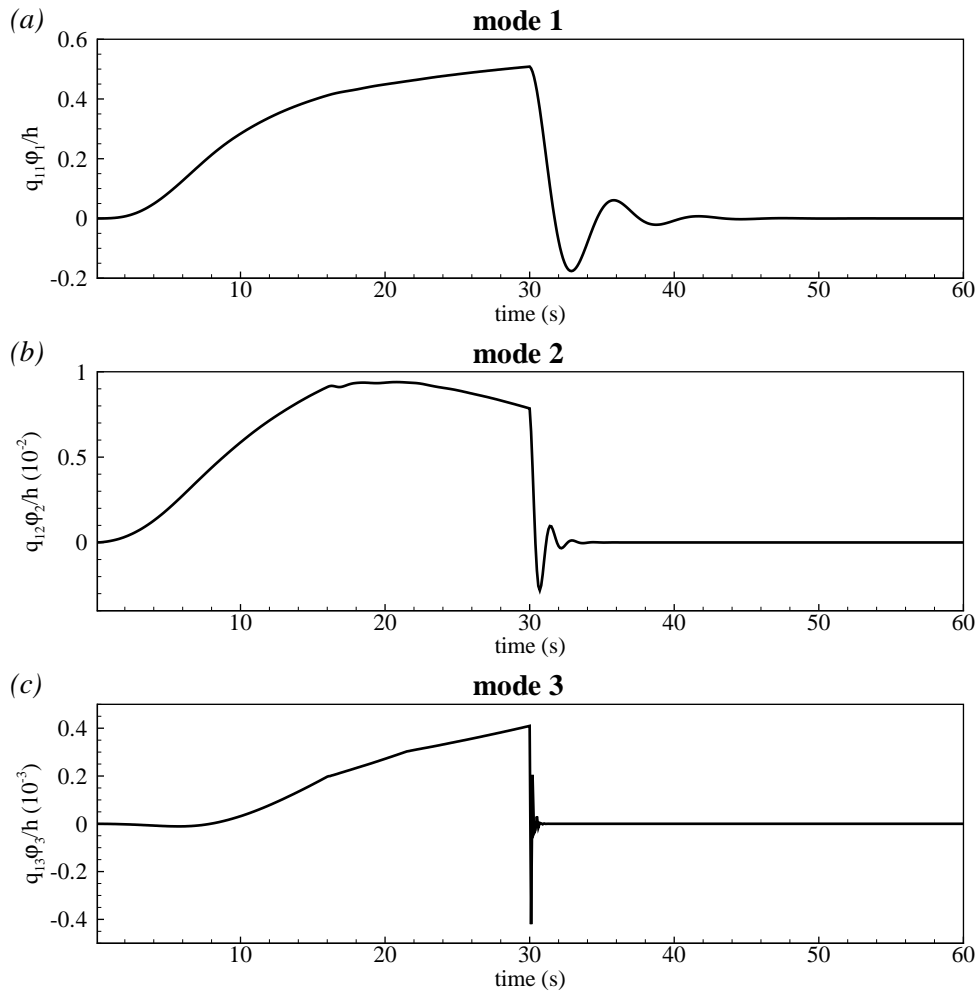 (a)
mode 1
q₁₁φ₁/h
0.6
0.4
0.2
0
-0.2
10 20 30 40 50 60
time (s)
(b)
mode 2
q₁₂φ₂/h (10⁻²)
1
0.5
0
10 20 30 40 50 60
time (s)
(c)
mode 3
q₁₃φ₃/h (10⁻³)
0.4
0.2
0
-0.2
-0.4
10 20 30 40 50 60
time (s)